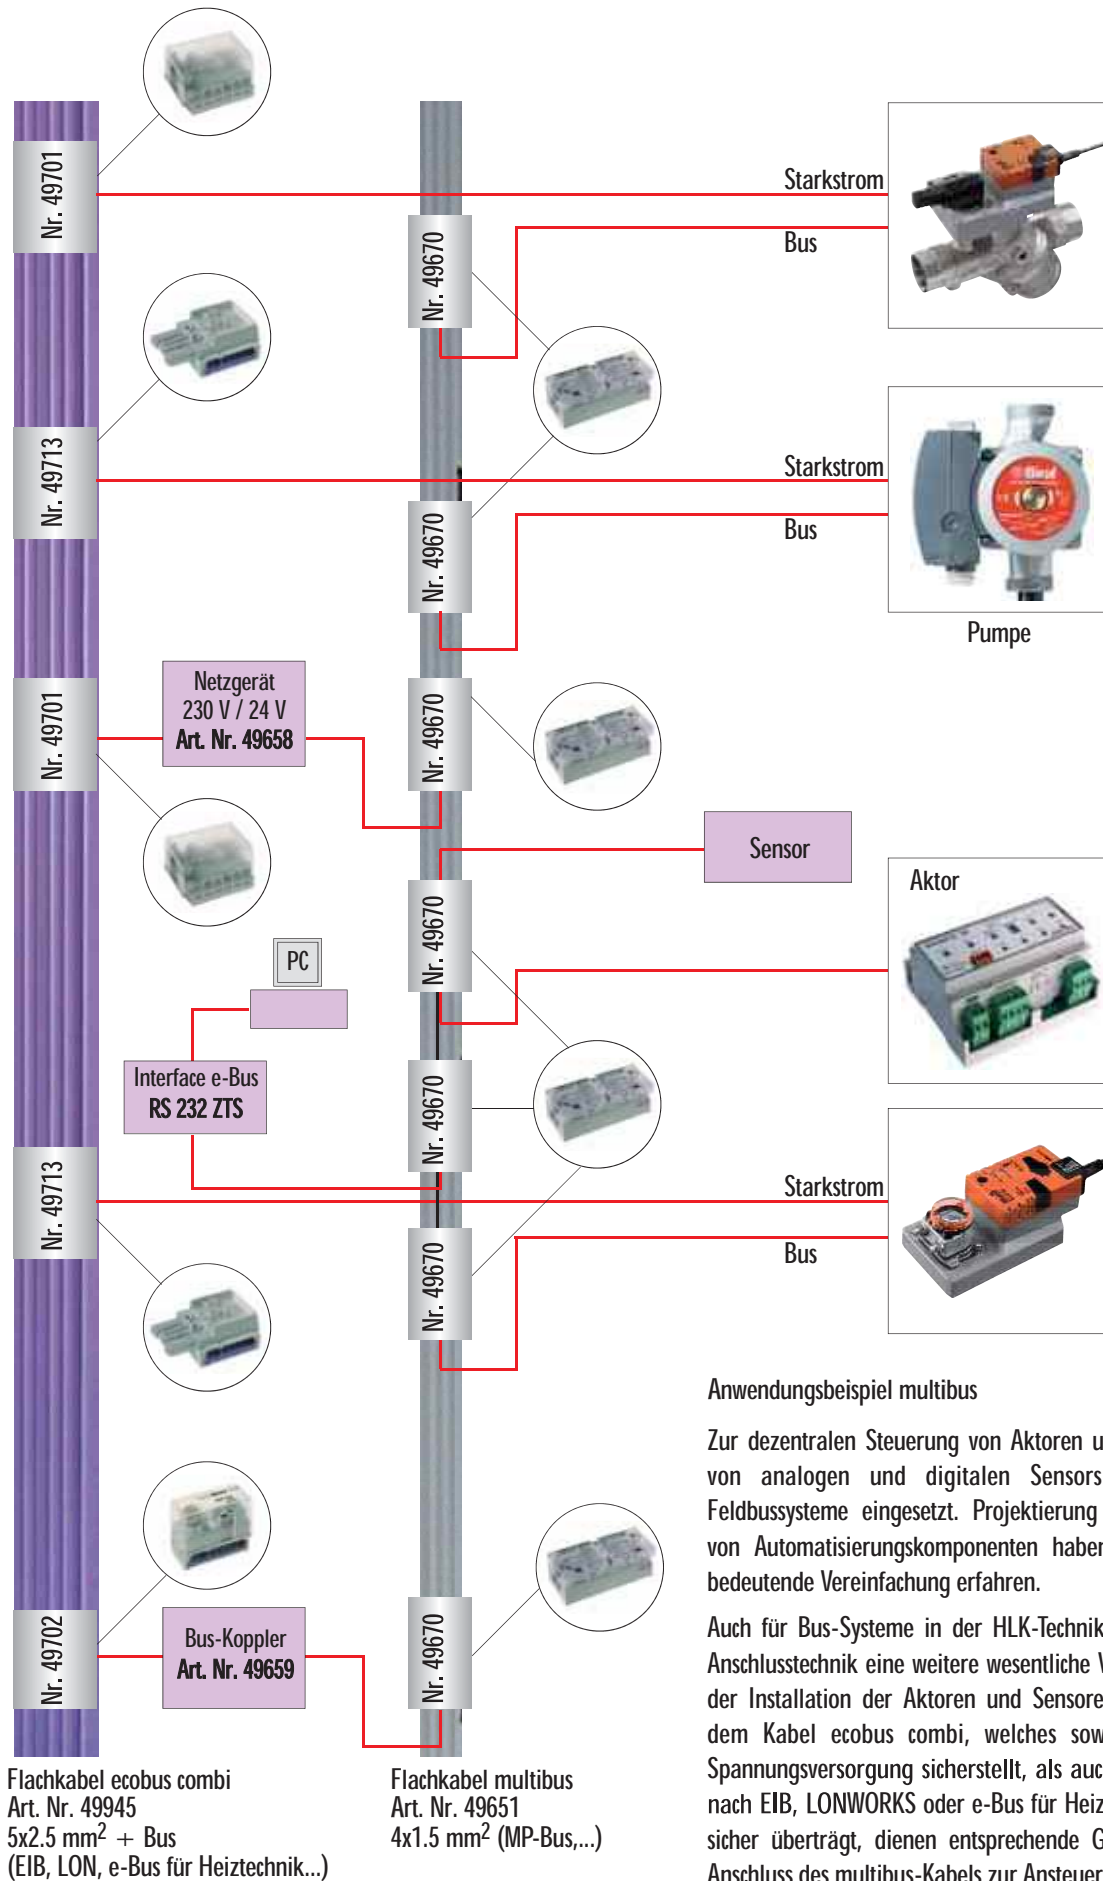 Nr. 49701
Starkstrom
Nr. 49670
Bus
Nr. 49713
Starkstrom
Nr. 49670
Bus
Pumpe
Nr. 49701
Netzgerät
230 V / 24 V
Art. Nr. 49658
Nr. 49670
Sensor
Nr. 49670
Aktor
PC
Interface e-Bus
RS 232 ZTS
Nr. 49670
Nr. 49713
Starkstrom
Nr. 49670
Bus
Nr. 49702
Bus-Koppler
Art. Nr. 49659
Nr. 49670
Flachkabel ecobus combi
Art. Nr. 49945
5x2.5 mm² + Bus
(EIB, LON, e-Bus für Heiztechnik...)
Flachkabel multibus
Art. Nr. 49651
4x1.5 mm² (MP-Bus,...)
Anwendungsbeispiel multibus
Zur dezentralen Steuerung von Aktoren u
von analogen und digitalen Sensors
Feldbussysteme eingesetzt. Projektierung
von Automatisierungskomponenten haben
bedeutende Vereinfachung erfahren.
Auch für Bus-Systeme in der HLK-Technik
Anschlusstechnik eine weitere wesentliche V
der Installation der Aktoren und Sensore
dem Kabel ecobus combi, welches sow
Spannungsversorgung sicherstellt, als auc
nach EIB, LONWORKS oder e-Bus für Heiz
sicher überträgt, dienen entsprechende G
Anschluss des multibus-Kabels zur Ansteuer